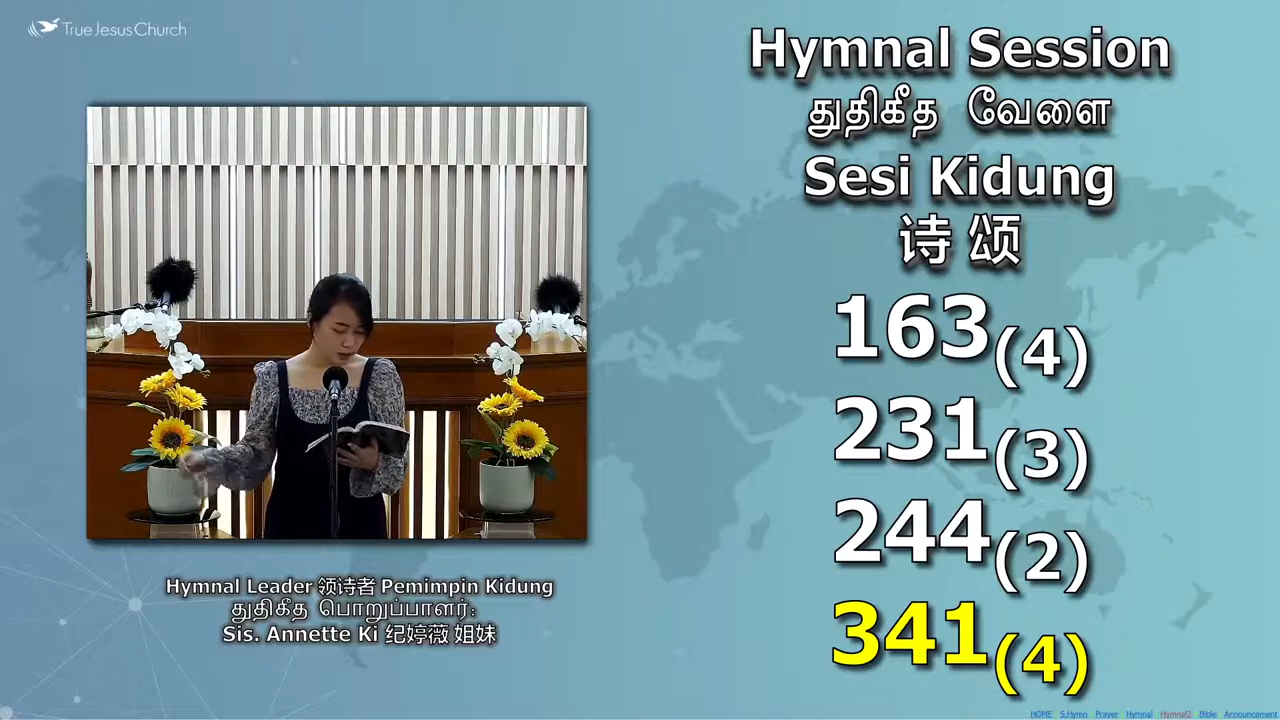 True Jesus Church
Hymnal Session
துதிகீத வேளை
Sesi Kidung
诗 颂
163(4)
231(3)
244(2)
341(4)
Hymnal Leader 领诗者 Pemimpin Kidung
துதிகீத பொறுப்பாளர்:
Sis. Annette Ki 纪婷薇 姐妹
HOME S.Hymn Prayer Hymnal Hymnal2 Bible Announcement